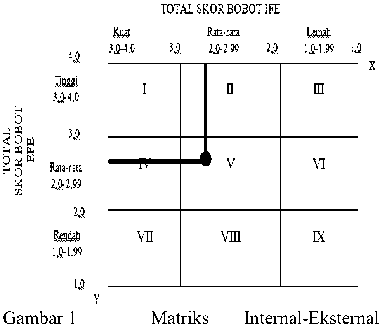 TOTAL SKOR BOBOT IFE
Kuat Rata-rata Lemah
4,0 3,0-4,0 3,0 2,0-2,99 2,0 1,0-1,99 1,0
X
Tinggi
3,0-4,0
I II III
3,0
TOTAL
SKOR BOBOT
EFE
Rata-rata
2,0-2,99
IV V VI
2,0
Rendah
1,0-1,99
VII VIII IX
1,0
Y
Gambar 1 Matriks Internal-Eksternal